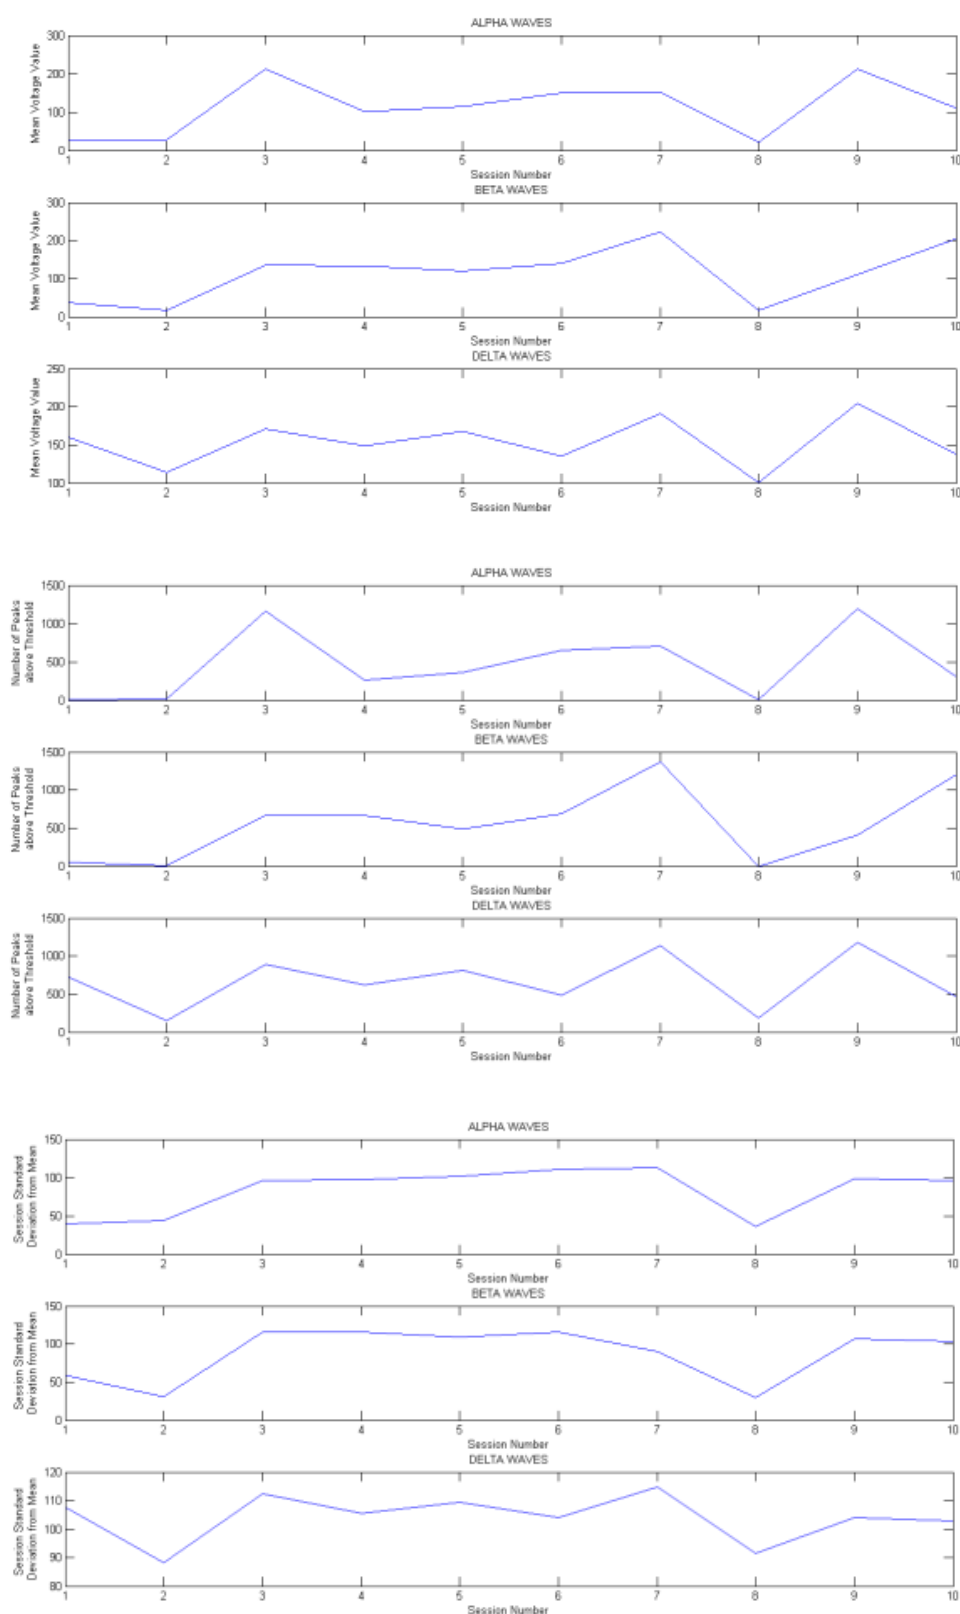 ALPHA WAVES
300
200
100
0
Mean Voltage Value
1 2 3 4 5 6 7 8 9 10
Session Number
BETA WAVES
300
200
100
0
Mean Voltage Value
1 2 3 4 5 6 7 8 9 10
Session Number
DELTA WAVES
250
200
150
100
Mean Voltage Value
1 2 3 4 5 6 7 8 9 10
Session Number
ALPHA WAVES
1500
1000
500
0
Number of Peaks
above Threshold
1 2 3 4 5 6 7 8 9 10
Session Number
BETA WAVES
1500
1000
500
0
Number of Peaks
above Threshold
1 2 3 4 5 6 7 8 9 10
Session Number
DELTA WAVES
1500
1000
500
0
Number of Peaks
above Threshold
1 2 3 4 5 6 7 8 9 10
Session Number
ALPHA WAVES
150
100
50
0
Session Standard
Deviation from Mean
1 2 3 4 5 6 7 8 9 10
Session Number
BETA WAVES
150
100
50
0
Session Standard
Deviation from Mean
1 2 3 4 5 6 7 8 9 10
Session Number
DELTA WAVES
120
110
100
90
80
Session Standard
Deviation from Mean
1 2 3 4 5 6 7 8 9 10
Session Number